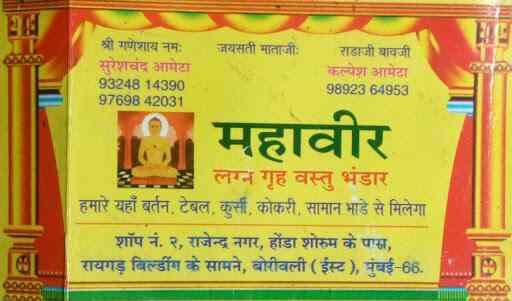 श्री गणेशाय नमः जयसती माताजीः राडाजी बावजी
सुरेशचंद आमेटा कल्पेश आमेटा
93248 14390 98923 64953
97698 42031
महावीर
लग्न गृह वस्तु भंडार
हमारे यहाँ बर्तन, टेबल, कुर्सी, कोकरी, सामान भाडे से मिलेगा
शॉप नं. २, राजेन्द्र नगर, होंडा शोरुम के पास,
रायगड़ बिल्डींग के सामने, बोरीवली ( ईस्ट ), मुंबई-66.